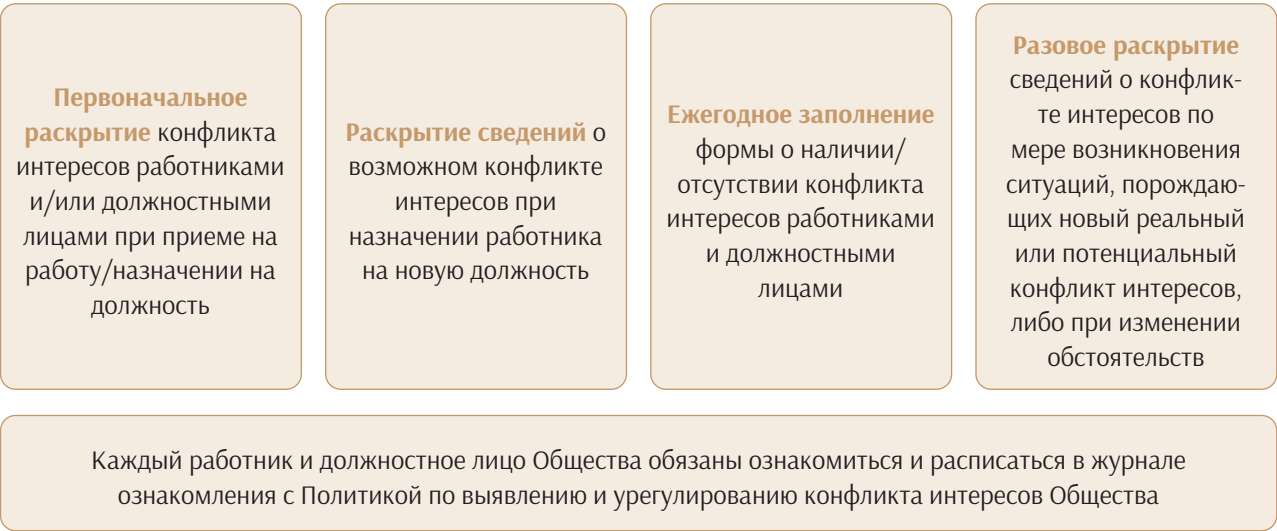 Первоначальное
раскрытие конфликта
интересов работниками
и/или должностными
лицами при приеме на
работу/назначении на
должность
Раскрытие сведений о
возможном конфликте
интересов при
назначении работника
на новую должность
Ежегодное заполнение
формы о наличии/
отсутствии конфликта
интересов работниками
и должностными
лицами
Разовое раскрытие
сведений о конфлик-
те интересов по
мере возникновения
ситуаций, порождаю-
щих новый реальный
или потенциальный
конфликт интересов,
либо при изменении
обстоятельств
Каждый работник и должностное лицо Общества обязаны ознакомиться и расписаться в журнале
ознакомления с Политикой по выявлению и урегулированию конфликта интересов Общества